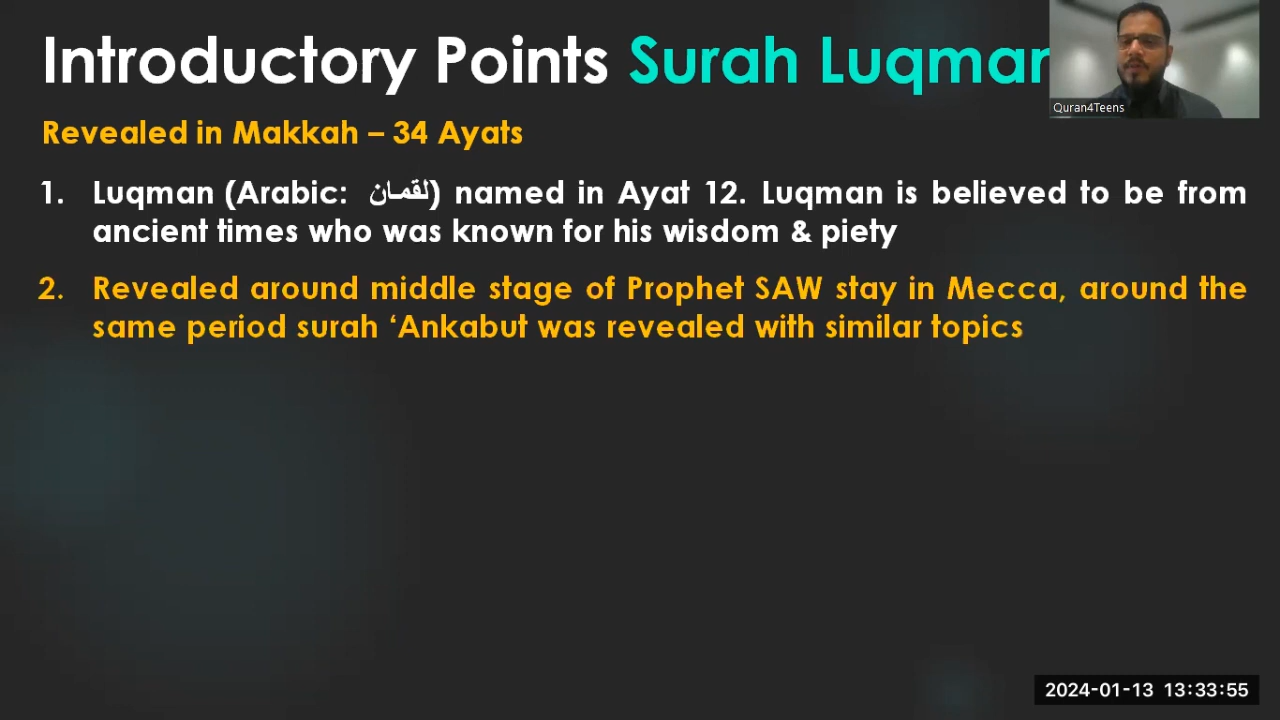 Introductory Points Surah Luqman
Quran4Teens
Revealed in Makkah – 34 Ayats
1. Luqman (Arabic: لقمان) named in Ayat 12. Luqman is believed to be from
ancient times who was known for his wisdom & piety
2. Revealed around middle stage of Prophet SAW stay in Mecca, around the
same period surah ‘Ankabut was revealed with similar topics
2024-01-13 13:33:55